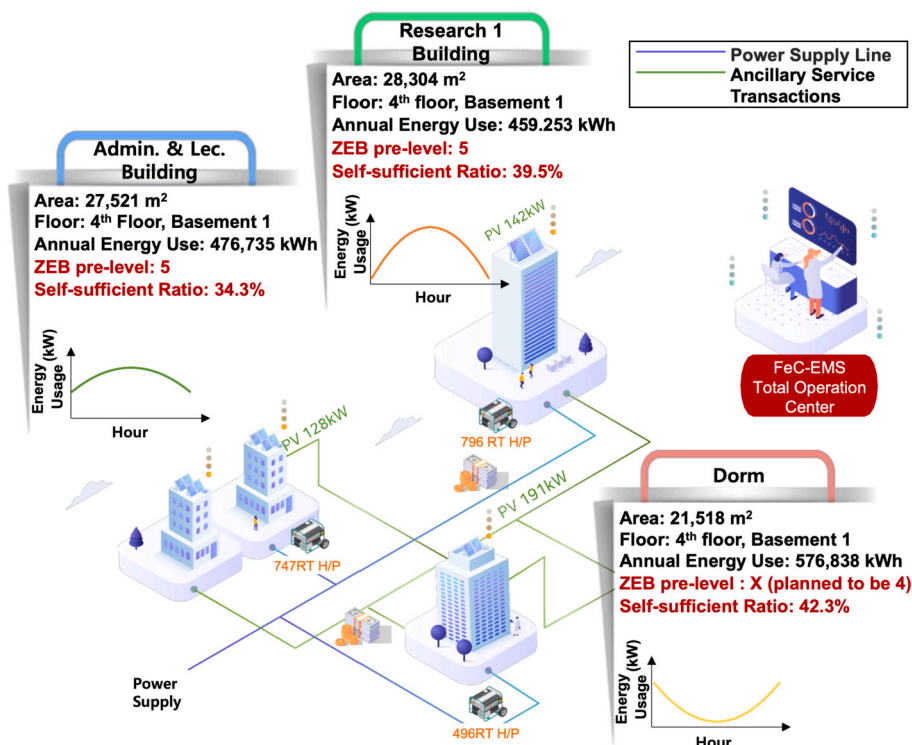 Research 1
Building
Area: 28,304 m²
Floor: 4th floor, Basement 1
Annual Energy Use: 459.253 kWh
ZEB pre-level: 5
Self-sufficient Ratio: 39.5%
Energy (kW)
Usage
Hour
Power Supply Line
Ancillary Service
Transactions
Admin. & Lec.
Building
Area: 27,521 m²
Floor: 4th Floor, Basement 1
Annual Energy Use: 476,735 kWh
ZEB pre-level: 5
Self-sufficient Ratio: 34.3%
Energy (kW)
Usage
Hour
PV 142kW
FeC-EMS
Total Operation
Center
796 RT H/P
PV 128kW
PV 191kW
747RT H/P
Dorm
Area: 21,518 m²
Floor: 4th floor, Basement 1
Annual Energy Use: 576,838 kWh
ZEB pre-level : X (planned to be 4)
Self-sufficient Ratio: 42.3%
Energy (kW)
Usage
Hour
Power
Supply
496RT H/P